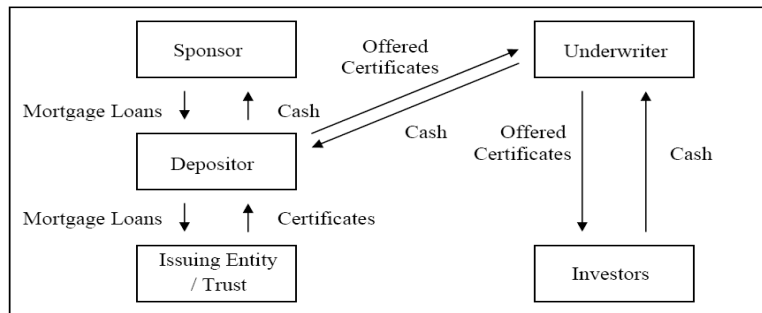 Sponsor
Offered
Certificates
Underwriter
Mortgage Loans
Cash
Cash
Offered
Certificates
Cash
Depositor
Mortgage Loans
Certificates
Issuing Entity
/ Trust
Investors